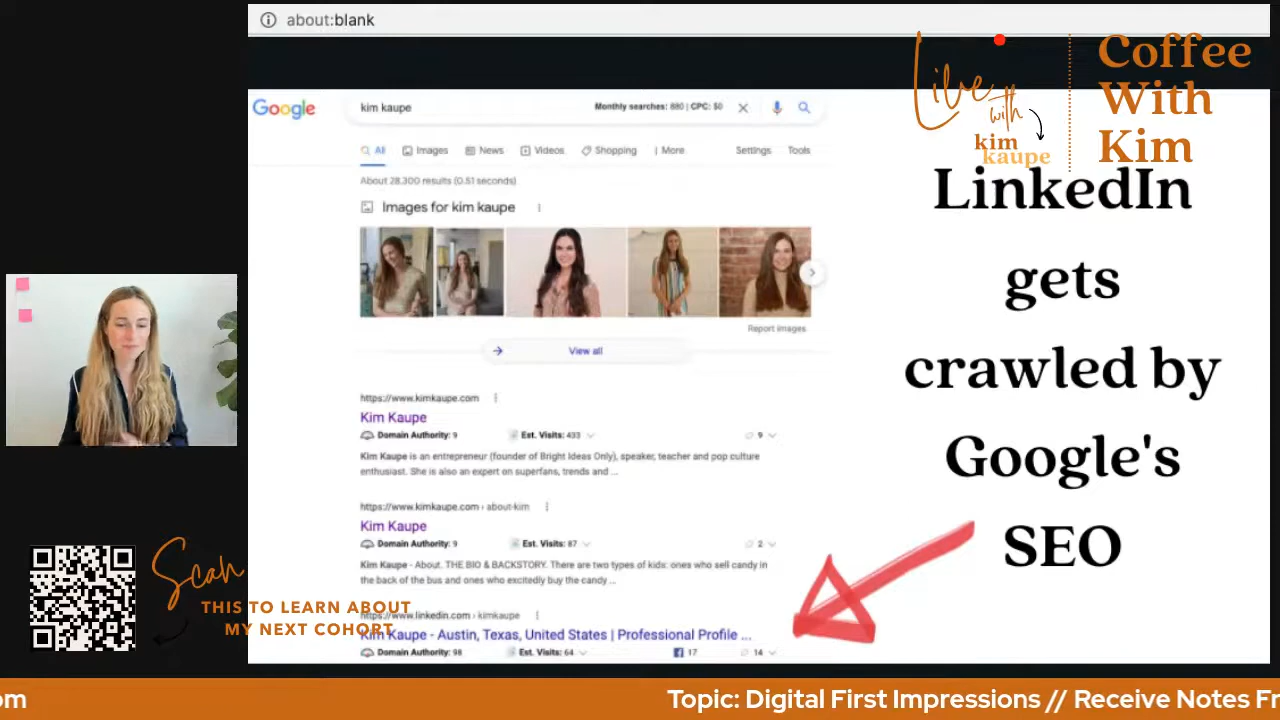 about:blank
Live
with
kim
kaupe
Coffee
With
Kim
Google
kim kaupe
Monthly searches: 880 | CPC: $0
All
Images
News
Videos
Shopping
More
Settings
Tools
About 28,300 results (0.51 seconds)
Images for kim kaupe
Report images
View all
https://www.kimkaupe.com
Kim Kaupe
Domain Authority: 9
Est. Visits: 433
9
Kim Kaupe is an entrepreneur (founder of Bright Ideas Only), speaker, teacher and pop culture
enthusiast. She is also an expert on superfans, trends and ...
https://www.kimkaupe.com › about-kim
Kim Kaupe
Domain Authority: 9
Est. Visits: 87
2
Kim Kaupe - About. THE BIO & BACKSTORY. There are two types of kids: ones who sell candy in
the back of the bus and ones who excitedly buy the candy ...
https://www.linkedin.com › kimkaupe
Kim Kaupe - Austin, Texas, United States | Professional Profile ...
Domain Authority: 98
Est. Visits: 64
17
14
LinkedIn
gets
crawled by
Google's
SEO
Scan
THIS TO LEARN ABOUT
MY NEXT COHORT
om
Topic: Digital First Impressions // Receive Notes Fr